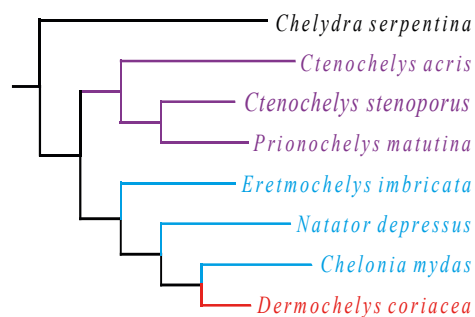 Chelydra serpentina
Ctenochelys acris
Ctenochelys stenoporus
Prionochelys matutina
Eretmochelys imbricata
Natator depressus
Chelonia mydas
Dermochelys coriacea